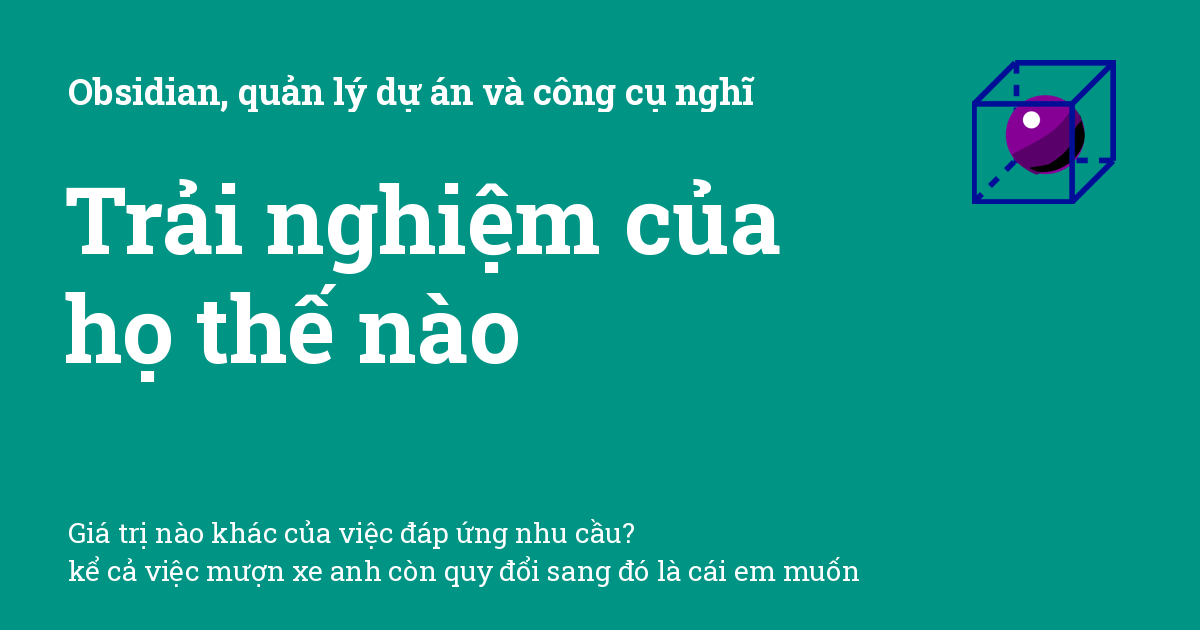 Obsidian, quản lý dự án và công cụ nghĩ
Trải nghiệm của
họ thế nào
Giá trị nào khác của việc đáp ứng nhu cầu?
kể cả việc mượn xe anh còn quy đổi sang đó là cái em muốn